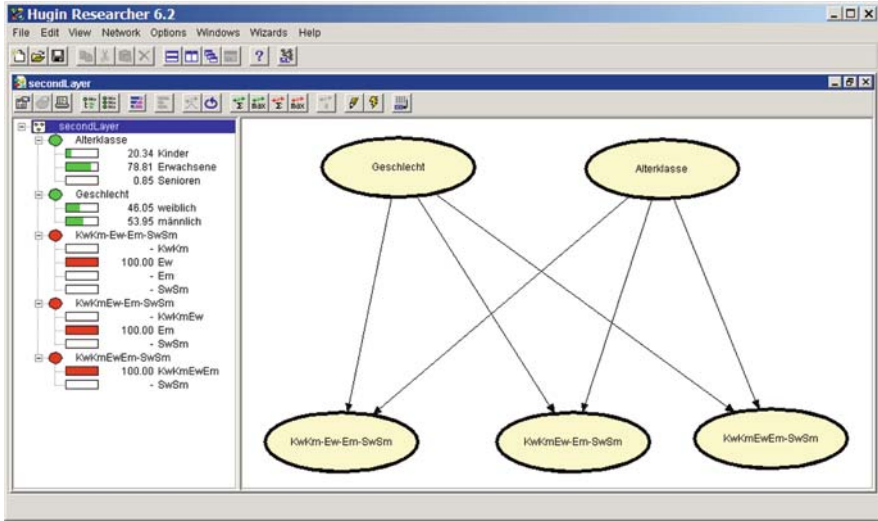 Hugin Researcher 6.2
File Edit View Network Options Windows Wizards Help
secondLayer
secondLayer
Alterklasse
20.34 Kinder
78.81 Erwachsene
0.85 Senioren
Geschlecht
46.05 weiblich
53.95 männlich
KwKm-Ew-Em-SwSm
- KwKm
100.00 Ew
- Em
- SwSm
KwKmEw-Em-SwSm
- KwKmEw
100.00 Em
- SwSm
KwKmEwEm-SwSm
100.00 KwKmEwEm
- SwSm
Geschlecht
Alterklasse
KwKm-Ew-Em-SwSm
KwKmEw-Em-SwSm
KwKmEwEm-SwSm